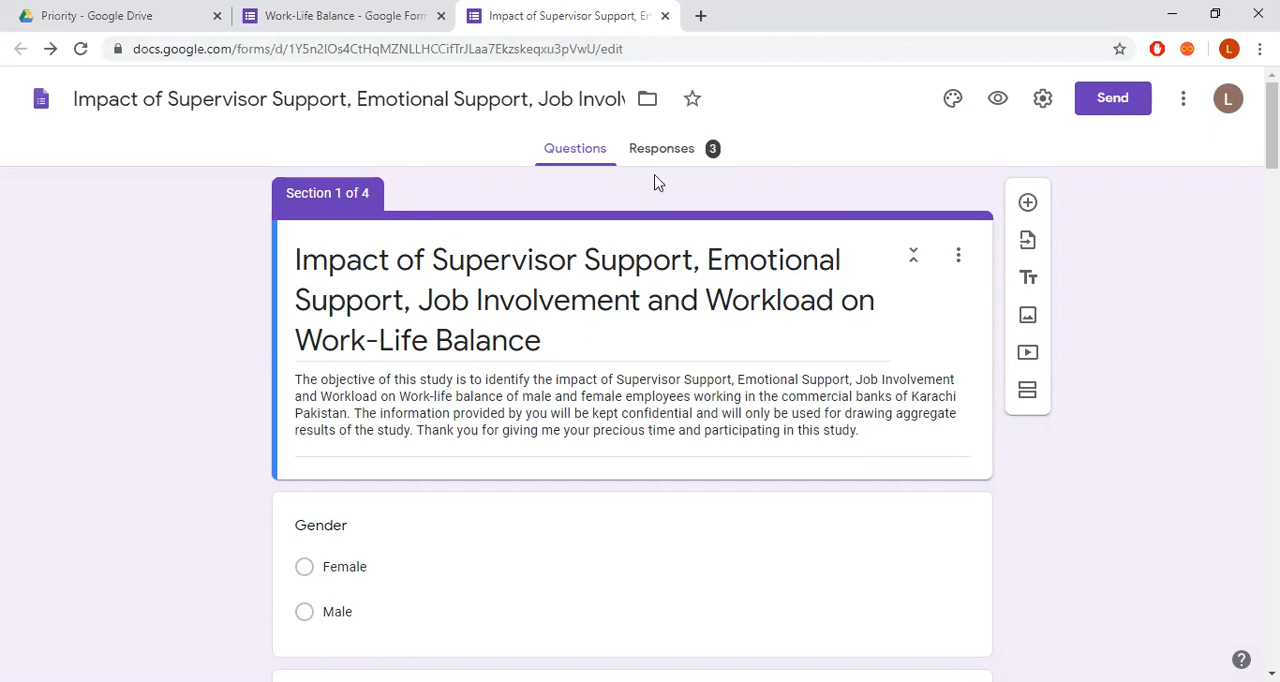 Priority - Google Drive
Work-Life Balance - Google Forr
Impact of Supervisor Support, Er
docs.google.com/forms/d/1Y5n2IOs4CtHqMZNLLHCCifTrJLaa7Ekzskeqxu3pVwU/edit
L
Impact of Supervisor Support, Emotional Support, Job Involv
Send
L
Questions
Responses 3
Section 1 of 4
Impact of Supervisor Support, Emotional
Support, Job Involvement and Workload on
Work-Life Balance
The objective of this study is to identify the impact of Supervisor Support, Emotional Support, Job Involvement
and Workload on Work-life balance of male and female employees working in the commercial banks of Karachi
Pakistan. The information provided by you will be kept confidential and will only be used for drawing aggregate
results of the study. Thank you for giving me your precious time and participating in this study.
Tт
Gender
Female
Male